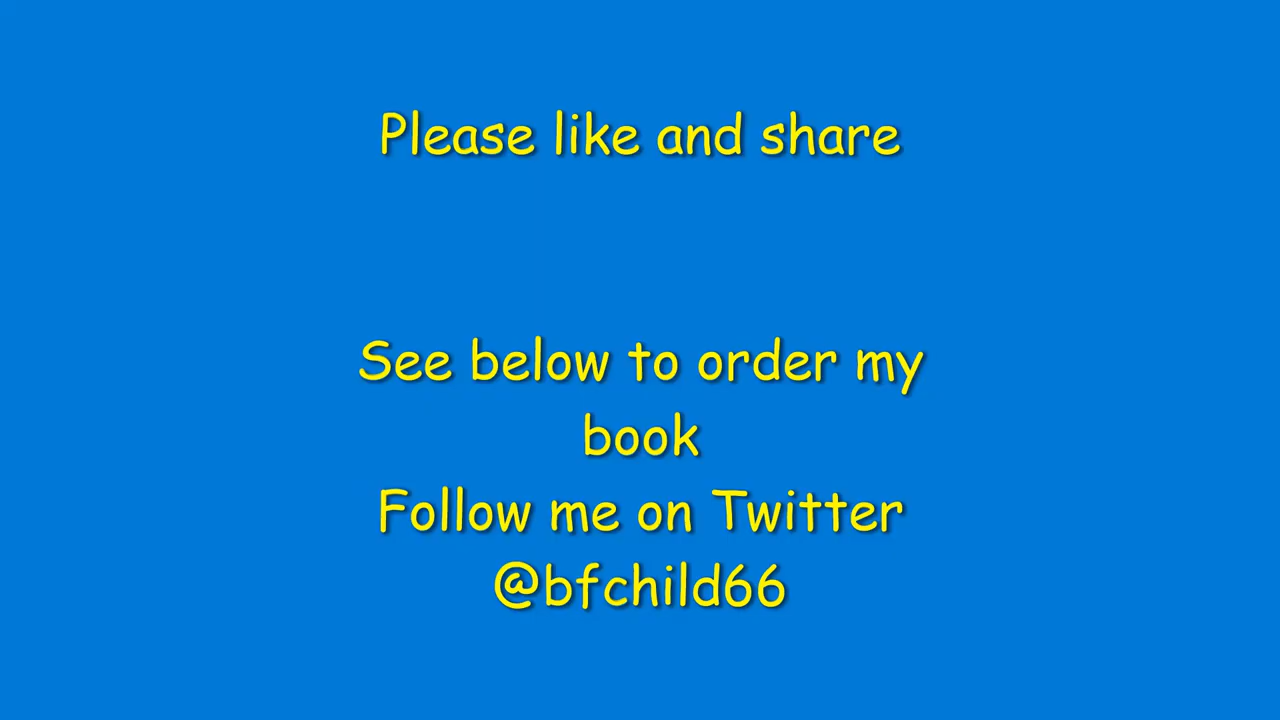 Please like and share
See below to order my
book
Follow me on Twitter
@bfchild66